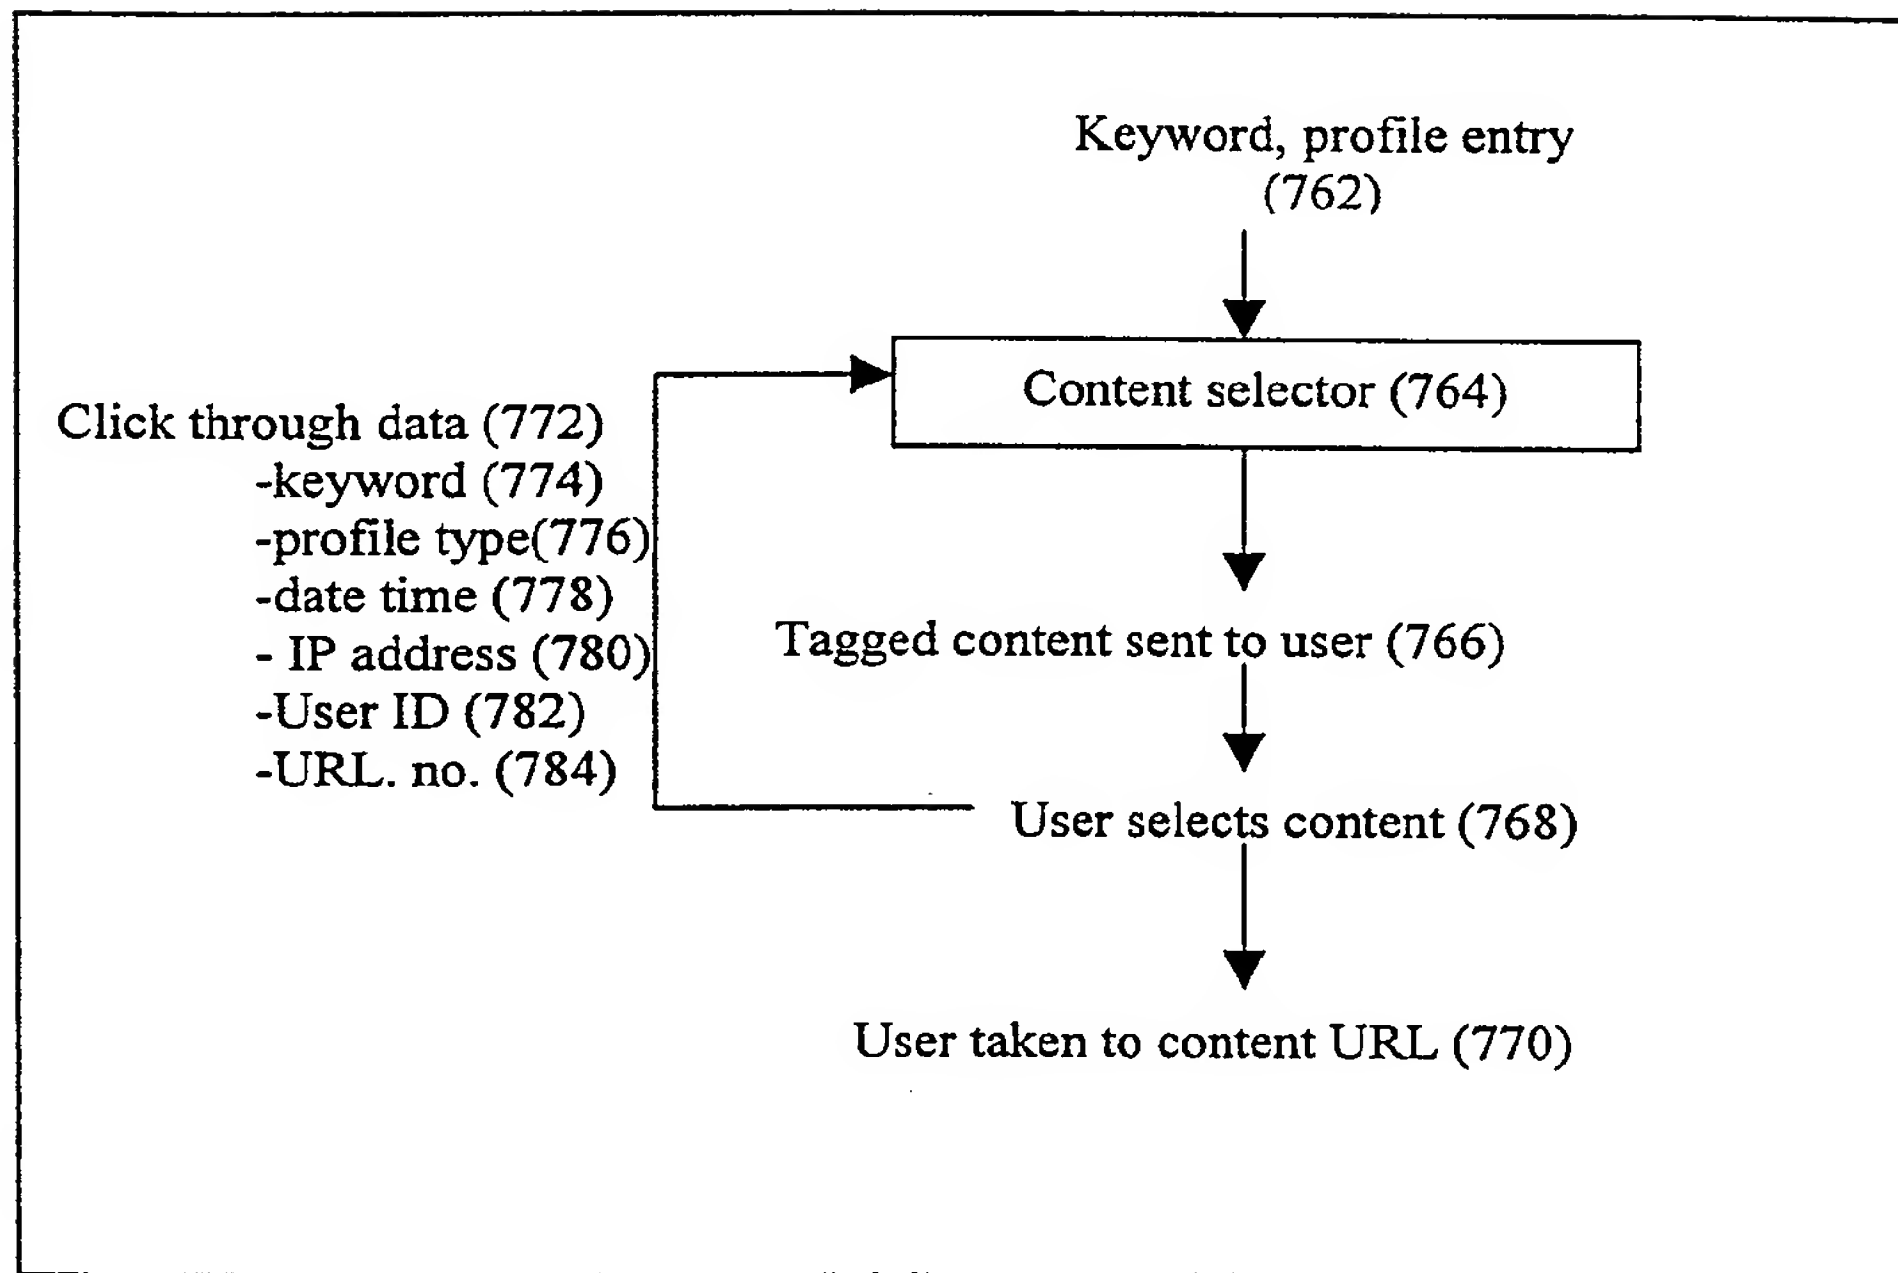 Keyword, profile entry
(762)
Content selector (764)
Click through data (772)
-keyword (774)
-profile type(776)
-date time (778)
- IP address (780)
-User ID (782)
-URL. no. (784)
Tagged content sent to user (766)
User selects content (768)
User taken to content URL (770)